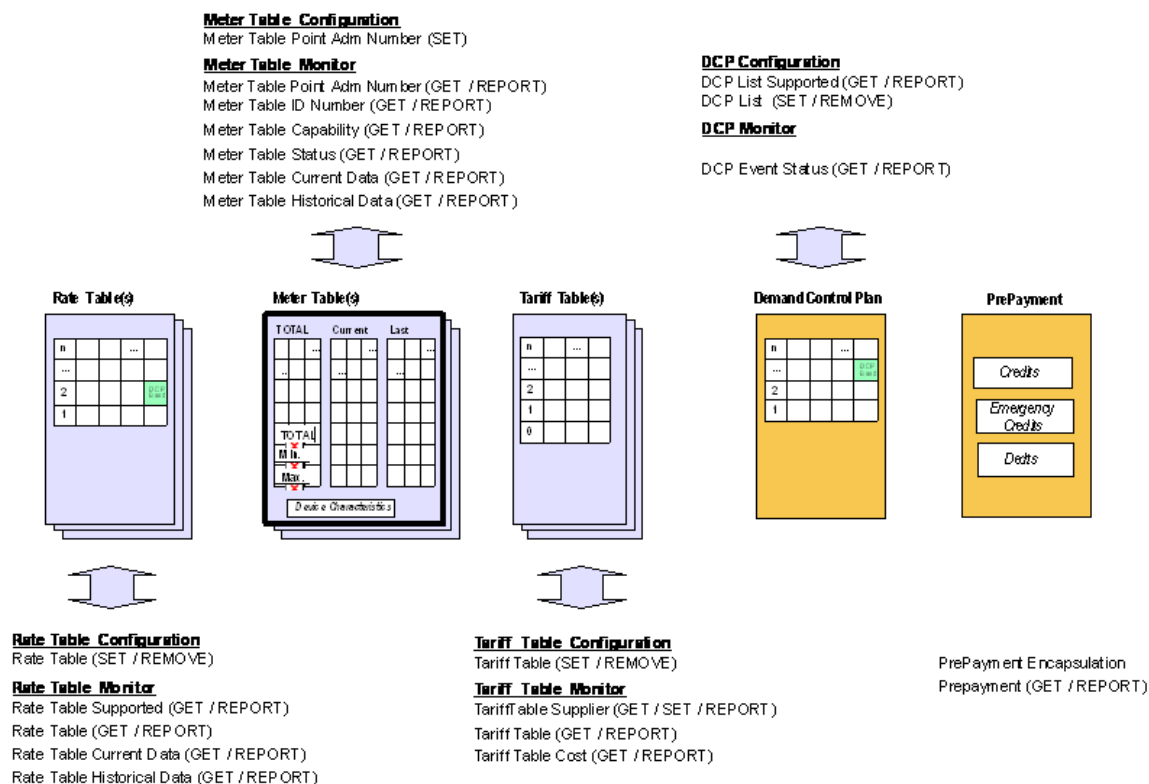 Meter Table Configuration
Meter Table Point Adm Number (SET)
Meter Table Monitor
Meter Table Point Adm Number (GET / REPORT)
Meter Table ID Number (GET / REPORT)
Meter Table Capability (GET / REPORT)
Meter Table Status (GET / REPORT)
Meter Table Current Data (GET / REPORT)
Meter Table Historical Data (GET / REPORT)
DCP Configuration
DCP List Supported (GET / REPORT)
DCP List (SET / REMOVE)
DCP Monitor
DCP Event Status (GET / REPORT)
Rate Table(s)
n ...
...
2 DCP
1
Meter Table(s)
TOTAL Current Last
... ... ...
... ... ...
TOTAL
Min.
Max.
Device Characteristics
Tariff Table(s)
n ...
...
2
1
0
Demand Control Plan
n ...
... DCP
2
1
PrePayment
Credits
Emergency
Credits
Debts
Rate Table Configuration
Rate Table (SET / REMOVE)
Rate Table Monitor
Rate Table Supported (GET / REPORT)
Rate Table (GET / REPORT)
Rate Table Current Data (GET / REPORT)
Rate Table Historical Data (GET / REPORT)
Tariff Table Configuration
Tariff Table (SET / REMOVE)
Tariff Table Monitor
TariffTable Supplier (GET / SET / REPORT)
Tariff Table (GET / REPORT)
Tariff Table Cost (GET / REPORT)
PrePayment Encapsulation
Prepayment (GET / REPORT)